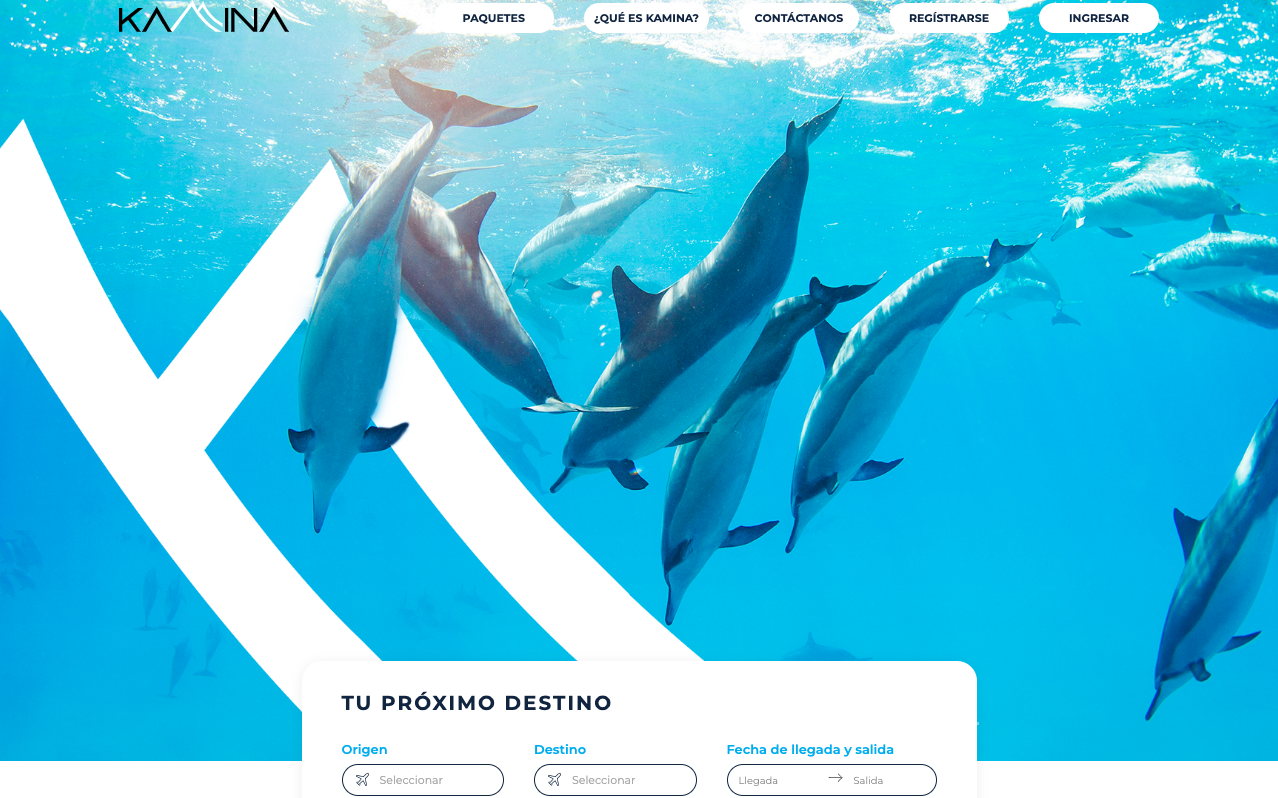 KAMINA
PAQUETES
¿QUÉ ES KAMINA?
CONTÁCTANOS
REGÍSTRARSE
INGRESAR
TU PRÓXIMO DESTINO
Origen
Destino
Fecha de llegada y salida
Seleccionar
Seleccionar
Llegada
Salida